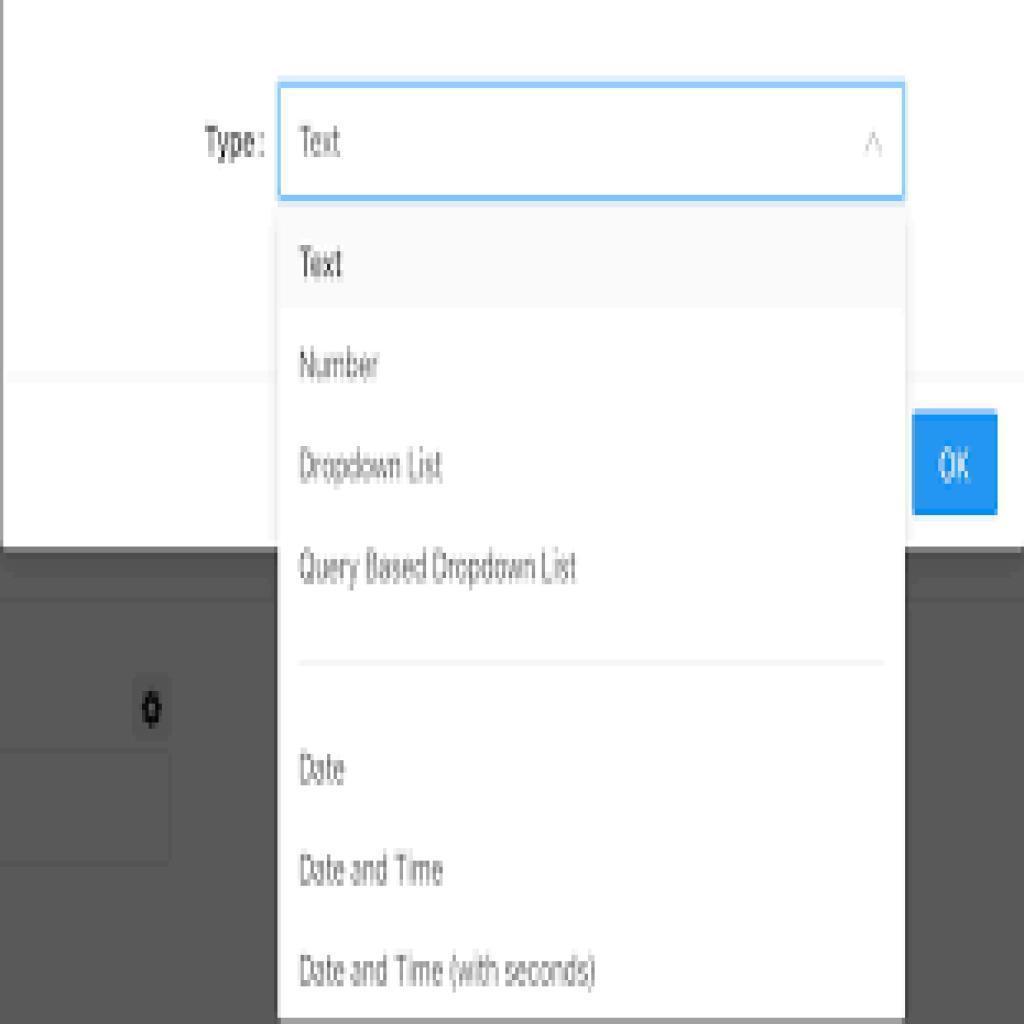 Type: Text
Text
Number
Dropdown List
OK
Query Based Dropdown List
Date
Date and Time
Date and Time (with seconds)